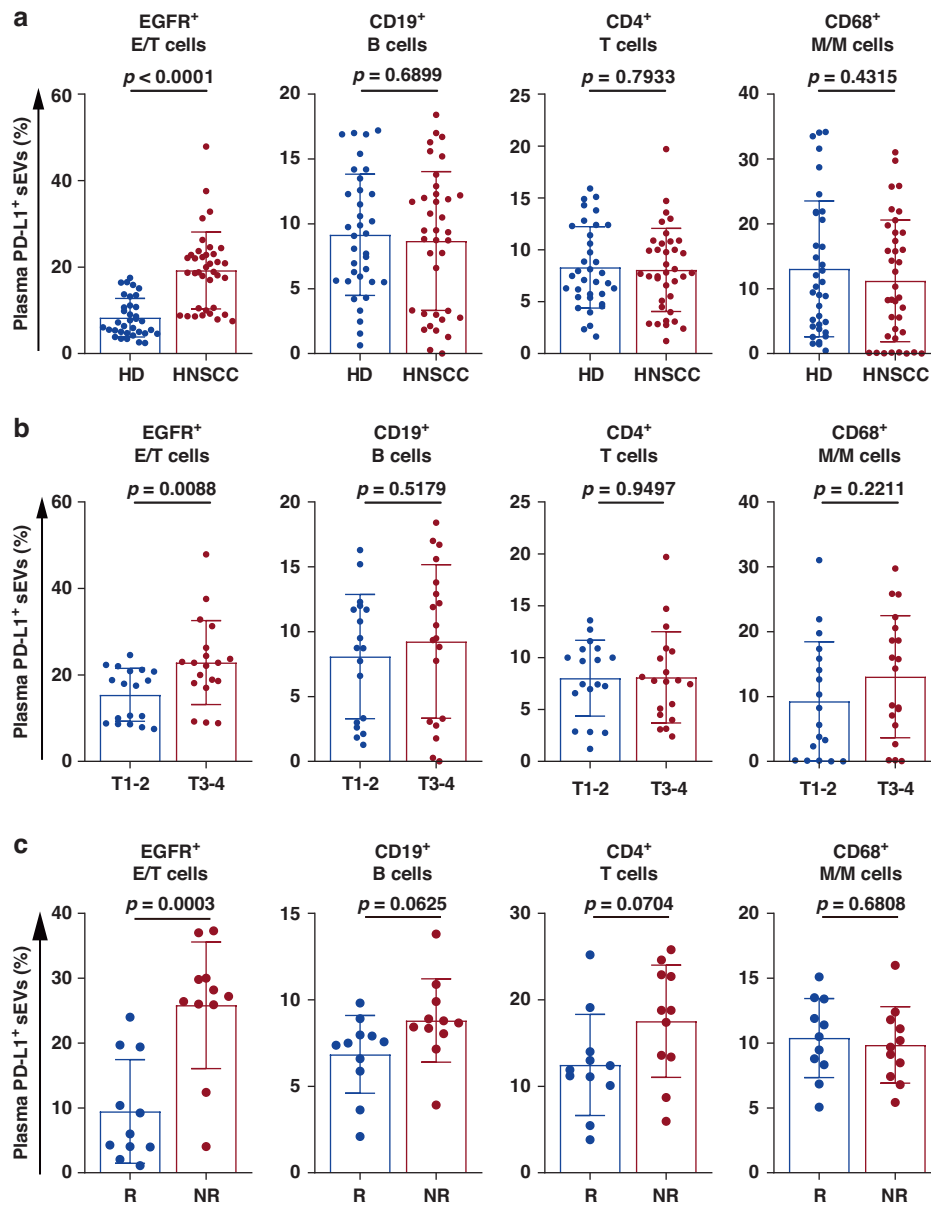 a
EGFR⁺
E/T cells
p < 0.0001
Plasma PD-L1⁺ sEVs (%)
60
40
20
0
HD
HNSCC
CD19⁺
B cells
p = 0.6899
20
15
10
5
0
HD
HNSCC
CD4⁺
T cells
p = 0.7933
25
20
15
10
5
0
HD
HNSCC
CD68⁺
M/M cells
p = 0.4315
40
30
20
10
0
HD
HNSCC
b
EGFR⁺
E/T cells
p = 0.0088
Plasma PD-L1⁺ sEVs (%)
60
40
20
0
T1-2
T3-4
CD19⁺
B cells
p = 0.5179
20
15
10
5
0
T1-2
T3-4
CD4⁺
T cells
p = 0.9497
25
20
15
10
5
0
T1-2
T3-4
CD68⁺
M/M cells
p = 0.2211
40
30
20
10
0
T1-2
T3-4
c
EGFR⁺
E/T cells
p = 0.0003
Plasma PD-L1⁺ sEVs (%)
40
30
20
10
0
R
NR
CD19⁺
B cells
p = 0.0625
15
10
5
0
R
NR
CD4⁺
T cells
p = 0.0704
30
20
10
0
R
NR
CD68⁺
M/M cells
p = 0.6808
20
15
10
5
0
R
NR